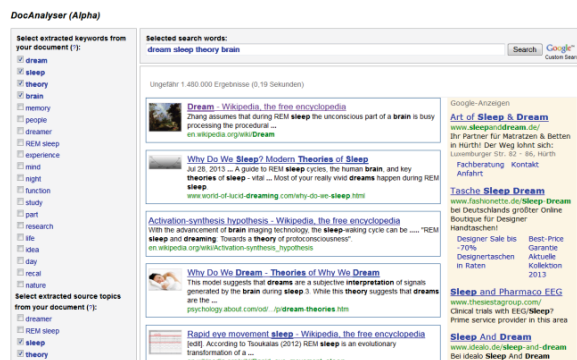 DocAnalyser (Alpha)
Select extracted keywords from
your document (?):
dream
sleep
theory
brain
memory
people
dreamer
REM sleep
experience
mind
night
function
study
part
research
life
idea
day
recal
nature
Select extracted source topics
from your document (?):
dreamer
REM sleep
sleep
theory
Selected search words:
dream sleep theory brain
Search
Google™
Custom Sear
Ungefähr 1.480.000 Ergebnisse (0,19 Sekunden)
Dream - Wikipedia, the free encyclopedia
Zhang assumes that during REM sleep the unconscious part of a brain is busy
processing the procedural ...
en.wikipedia.org/wiki/Dream
Why Do We Sleep? Modern Theories of Sleep
Jul 28, 2013 ... A guide to REM sleep cycles, the human brain, and key
theories of sleep - vital ... Most of your really vivid dreams happen during REM
sleep
www.world-of-lucid-dreaming.com/why-do-we-sleep.html
Activation-synthesis hypothesis - Wikipedia, the free encyclopedia
With the advancement of brain imaging technology, the sleep-waking cycle can be ..... "REM
sleep and dreaming: Towards a theory of protoconsciousness".
en.wikipedia.org/wiki/Activation-synthesis_hypothesis
Why Do We Dream - Theories of Why We Dream
This model suggests that dreams are a subjective interpretation of signals
generated by the brain during sleep.3. While this theory suggests that dreams
are the ...
psychology.about.com/od/.../p/dream-theories.htm
Rapid eye movement sleep - Wikipedia, the free encyclopedia
[edit]. According to Tsoukalas (2012) REM sleep is an evolutionary
transformation of a ...
Google-Anzeigen
Art of Sleep & Dream
www.sleepanddream.de/
Ihr Partner für Matratzen & Betten
in Hürth! Der Weg lohnt sich:
Luxemburger Str. 82 - 86, Hürth
Fachberatung Kontakt
Anfahrt
Tasche Sleep Dream
www.fashionette.de/Sleep-Dream
bei Deutschlands größter Online
Boutique für Designer
Handtaschen!
Designer Sale bis Best-Price
-70% Garantie
Designertaschen Aktuelle
in Raten Kollektion
2013
Sleep and Pharmaco EEG
www.thesiestagroup.com/
Clinical trials with EEG/Sleep?
Prime service provider in this area
Sleep And Dream
www.idealo.de/sleep-and-dream
Bei idealo Sleep And Dream